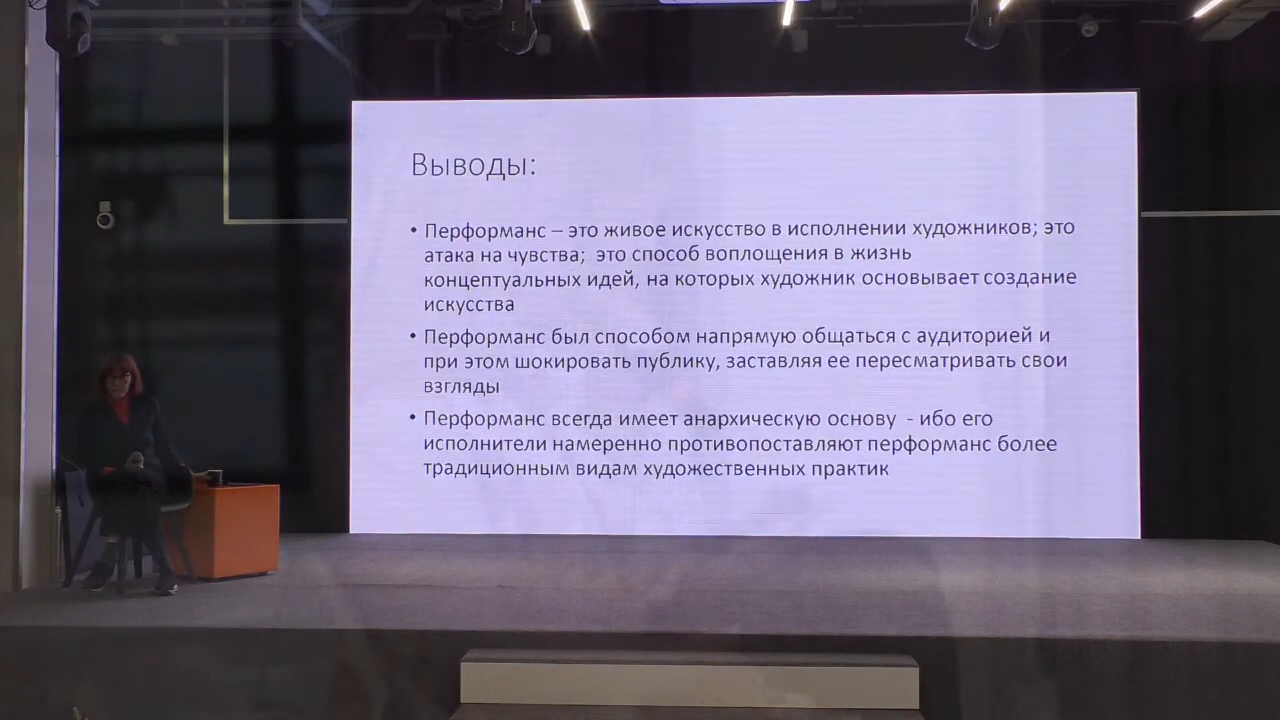 Выводы:
• Перформанс – это живое искусство в исполнении художников; это
атака на чувства;  это способ воплощения в жизнь
концептуальных идей, на которых художник основывает создание
искусства
• Перформанс был способом напрямую общаться с аудиторией и
при этом шокировать публику, заставляя ее пересматривать свои
взгляды
• Перформанс всегда имеет анархическую основу  - ибо его
исполнители намеренно противопоставляют перформанс более
традиционным видам художественных практик